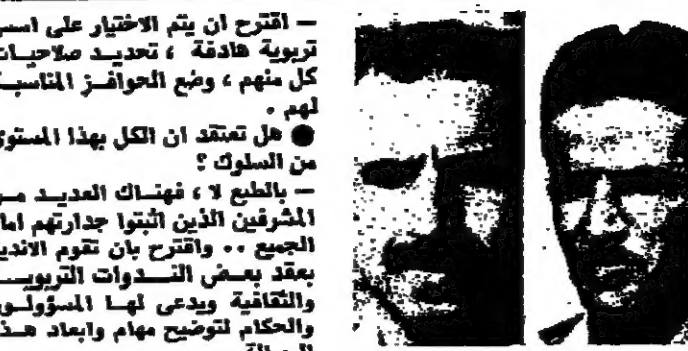 — اقترح ان يتم الاختيار على اسس
تربوية هادفة ، تحديد صلاحيات
كل منهم ، وضع الحوافز المناسبة
لهم .
● هل تعتقد ان الكل بهذا المستوى
من السلوك ؟
— بالطبع لا ، فهناك العديد من
المشرفين الذين اثبتوا جدارتهم امام
الجميع .. واقترح بان تقوم الاندية
بعقد بعض الندوات التربوية
والثقافية ويدعى لها المسؤولون
والحكام لتوضيح مهام وابعاد هذه